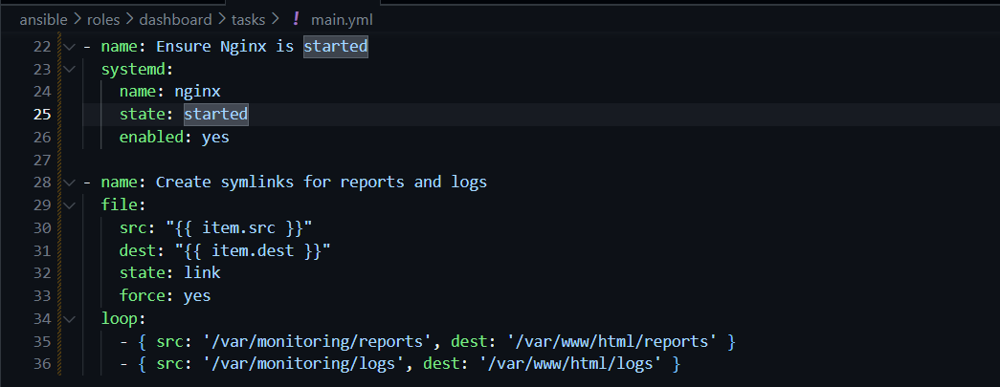 ansible > roles > dashboard > tasks > ! main.yml
22 - name: Ensure Nginx is started
23   systemd:
24     name: nginx
25     state: started
26     enabled: yes
27
28 - name: Create symlinks for reports and logs
29   file:
30     src: "{{ item.src }}"
31     dest: "{{ item.dest }}"
32     state: link
33     force: yes
34   loop:
35     - { src: '/var/monitoring/reports', dest: '/var/www/html/reports' }
36     - { src: '/var/monitoring/logs', dest: '/var/www/html/logs' }